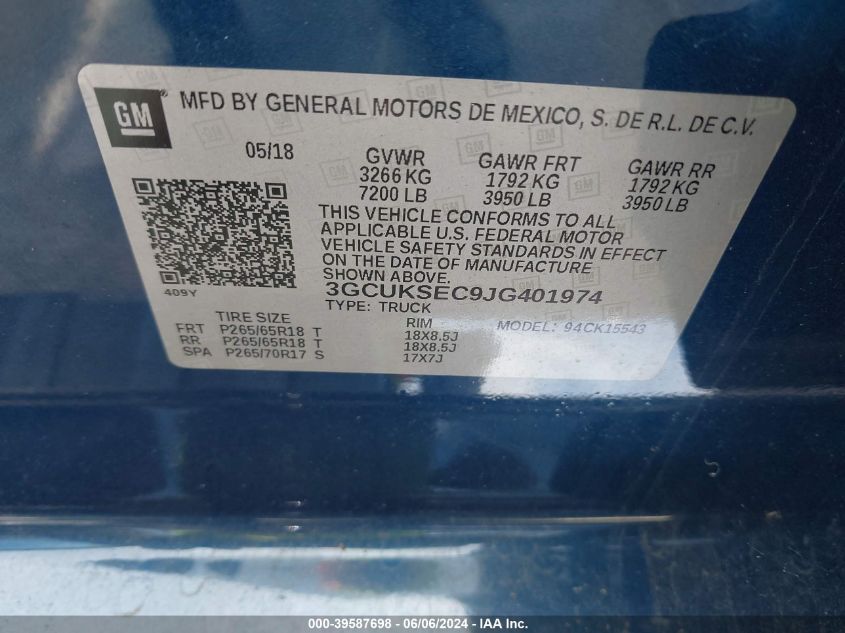 GM
MFD BY GENERAL MOTORS DE MEXICO, S. DE R.L. DE C.V.
05/18 GVWR GAWR FRT GAWR RR
3266 KG 1792 KG 1792 KG
7200 LB 3950 LB 3950 LB
THIS VEHICLE CONFORMS TO ALL
APPLICABLE U.S. FEDERAL MOTOR
VEHICLE SAFETY STANDARDS IN EFFECT
ON THE DATE OF MANUFACTURE
SHOWN ABOVE.
409Y
3GCUKSEC9JG401974
TYPE: TRUCK
TIRE SIZE RIM MODEL: 94CK15543
FRT P265/65R18 T 18X8.5J
RR P265/65R18 T 18X8.5J
SPA P265/70R17 S 17X7J
000-39587698 - 06/06/2024 - IAA Inc.